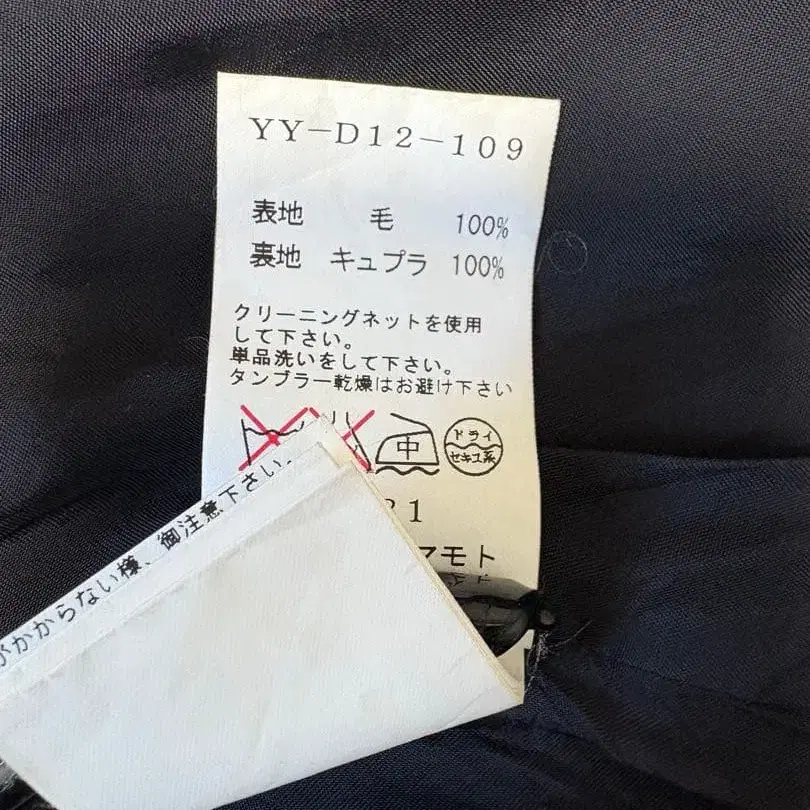 YY-D12-109
表地 毛 100%
裏地 キュプラ 100%
クリーニングネットを使用
して下さい。
単品洗いをして下さい。
タンブラー乾燥はお避け下さい
中
ドライ
セキユ系
1
マモト
かからない様、御注意下さい。